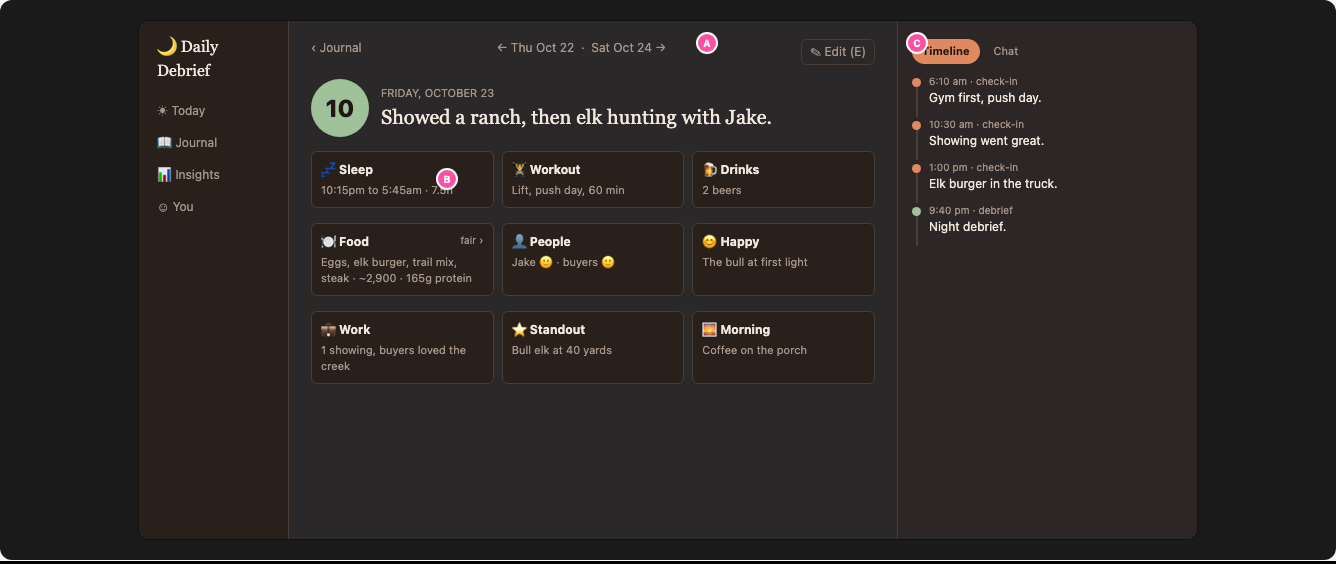 🌙 Daily
Debrief
☀ Today
📖 Journal
📊 Insights
☺ You
‹ Journal
← Thu Oct 22 · Sat Oct 24 →
A
✎ Edit (E)
10
FRIDAY, OCTOBER 23
Showed a ranch, then elk hunting with Jake.
💤 Sleep
B
10:15pm to 5:45am · 7.5h
🏋 Workout
Lift, push day, 60 min
🍺 Drinks
2 beers
🍽 Food
fair ›
Eggs, elk burger, trail mix,
steak · ~2,900 · 165g protein
👤 People
Jake 🙂 · buyers 🙂
😊 Happy
The bull at first light
💼 Work
1 showing, buyers loved the
creek
⭐ Standout
Bull elk at 40 yards
🌅 Morning
Coffee on the porch
C
Timeline
Chat
6:10 am · check-in
Gym first, push day.
10:30 am · check-in
Showing went great.
1:00 pm · check-in
Elk burger in the truck.
9:40 pm · debrief
Night debrief.